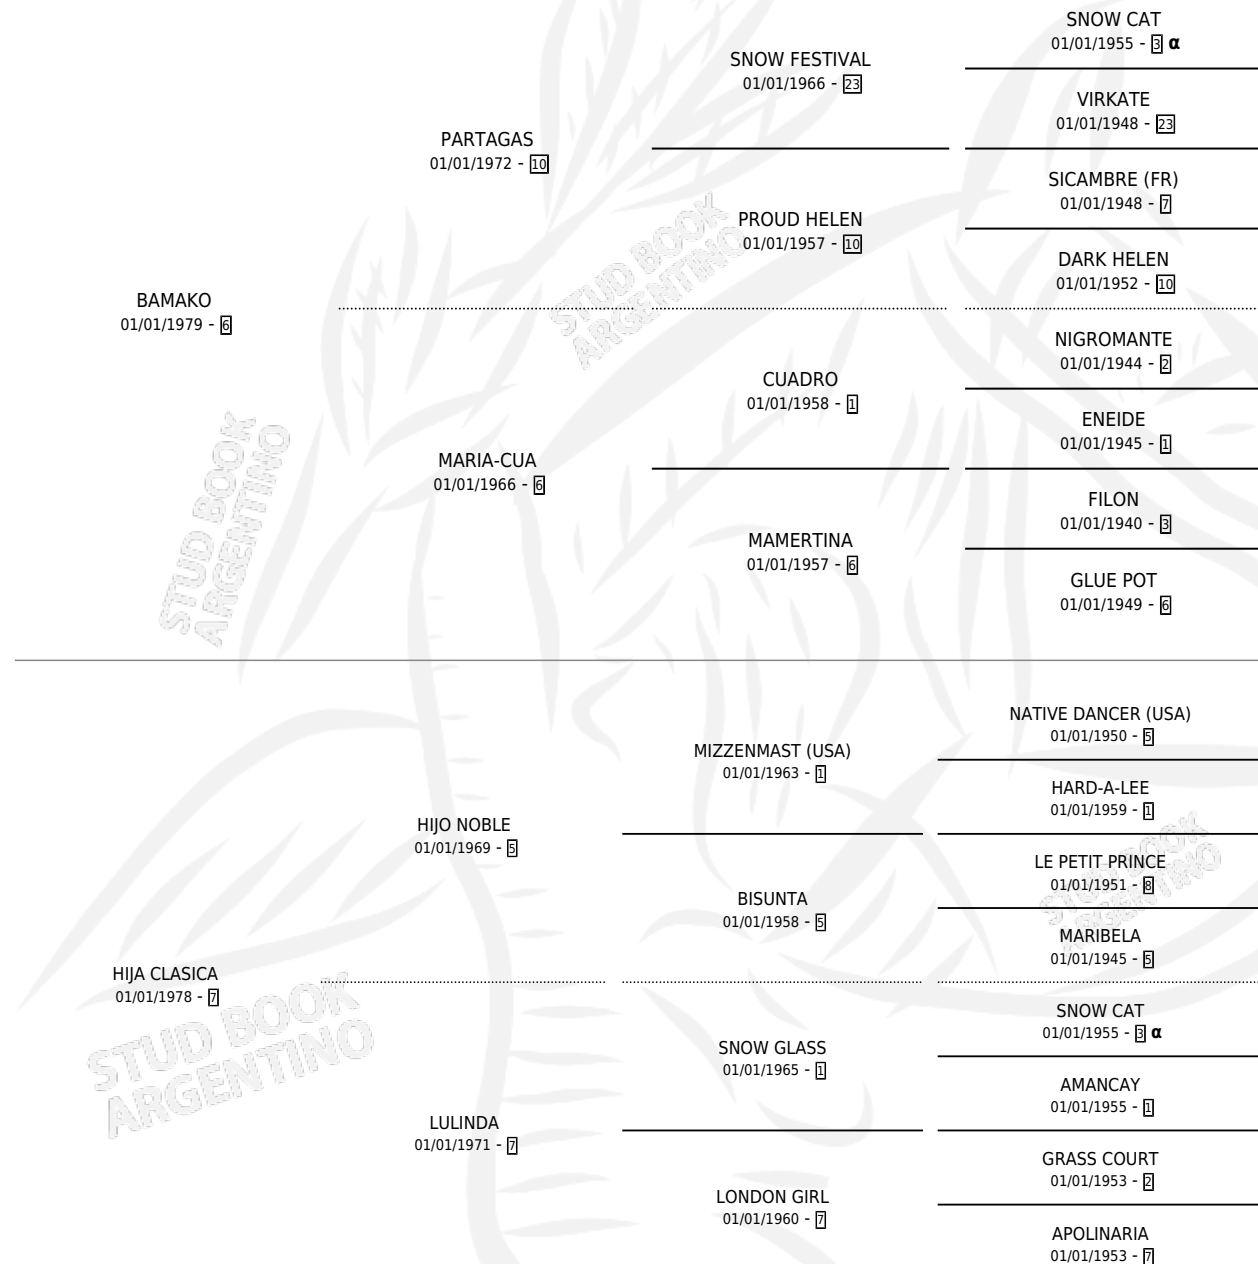 SNOW CAT
01/01/1955 - 3 α
SNOW FESTIVAL
01/01/1966 - 23
VIRKATE
01/01/1948 - 23
PARTAGAS
01/01/1972 - 10
SICAMBRE (FR)
01/01/1948 - 7
PROUD HELEN
01/01/1957 - 10
DARK HELEN
01/01/1952 - 10
BAMAKO
01/01/1979 - 6
NIGROMANTE
01/01/1944 - 2
CUADRO
01/01/1958 - 1
ENEIDE
01/01/1945 - 1
MARIA-CUA
01/01/1966 - 6
FILON
01/01/1940 - 3
MAMERTINA
01/01/1957 - 6
GLUE POT
01/01/1949 - 6
NATIVE DANCER (USA)
01/01/1950 - 5
MIZZENMAST (USA)
01/01/1963 - 1
HARD-A-LEE
01/01/1959 - 1
HIJO NOBLE
01/01/1969 - 5
LE PETIT PRINCE
01/01/1951 - 8
BISUNTA
01/01/1958 - 5
MARIBELA
01/01/1945 - 5
HIJA CLASICA
01/01/1978 - 7
SNOW CAT
01/01/1955 - 3 α
SNOW GLASS
01/01/1965 - 1
AMANCAY
01/01/1955 - 1
LULINDA
01/01/1971 - 7
GRASS COURT
01/01/1953 - 2
LONDON GIRL
01/01/1960 - 7
APOLINARIA
01/01/1953 - 7
STUD BOOK
ARGENTINO
STUD BOOK
ARGENTINO
STUD BOOK
ARGENTINO
STUD BOOK
ARGENTINO